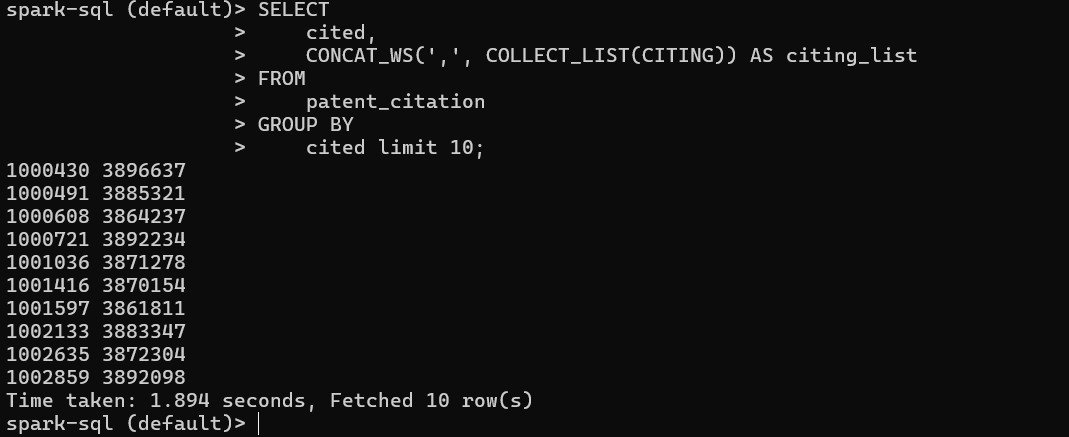 spark-sql (default)> SELECT
                   >     cited,
                   >     CONCAT_WS(',', COLLECT_LIST(CITING)) AS citing_list
                   > FROM
                   >     patent_citation
                   > GROUP BY
                   >     cited limit 10;
1000430 3896637
1000491 3885321
1000608 3864237
1000721 3892234
1001036 3871278
1001416 3870154
1001597 3861811
1002133 3883347
1002635 3872304
1002859 3892098
Time taken: 1.894 seconds, Fetched 10 row(s)
spark-sql (default)>